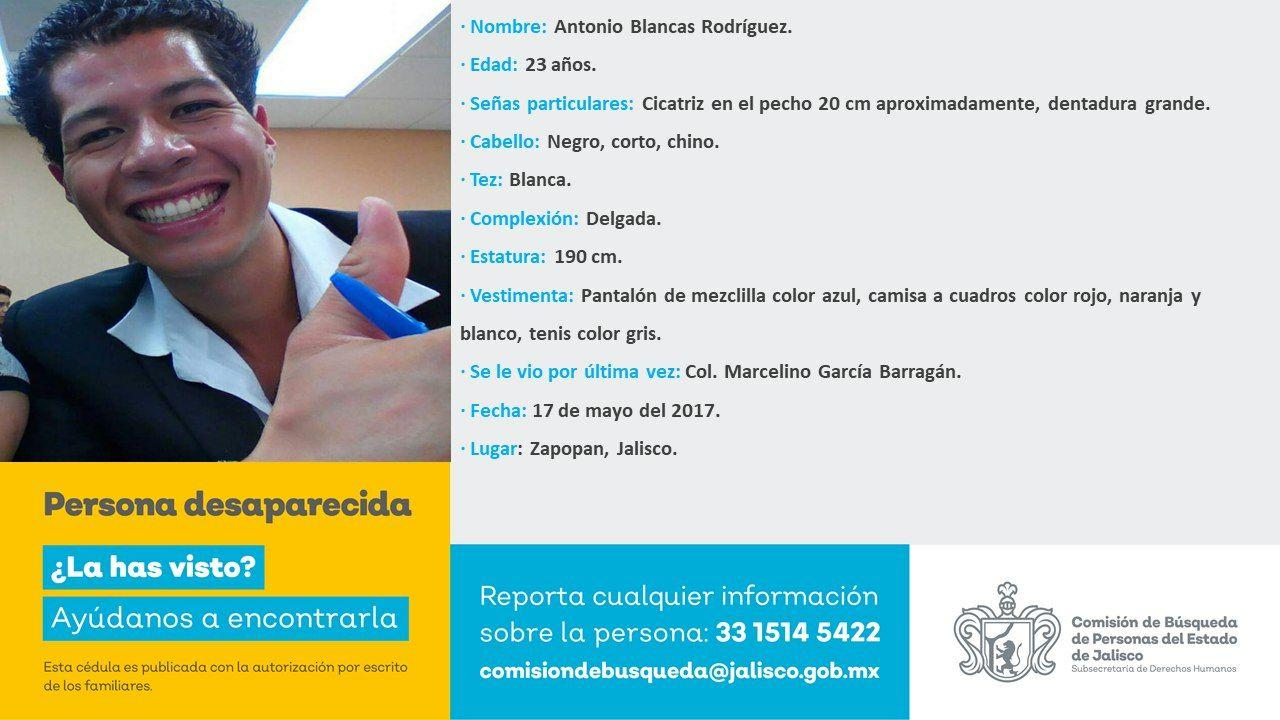 · Nombre: Antonio Blancas Rodríguez.
· Edad: 23 años.
· Señas particulares: Cicatriz en el pecho 20 cm aproximadamente, dentadura grande.
· Cabello: Negro, corto, chino.
· Tez: Blanca.
· Complexión: Delgada.
· Estatura: 190 cm.
· Vestimenta: Pantalón de mezclilla color azul, camisa a cuadros color rojo, naranja y
blanco, tenis color gris.
· Se le vio por última vez: Col. Marcelino García Barragán.
· Fecha: 17 de mayo del 2017.
· Lugar: Zapopan, Jalisco.
Persona desaparecida
¿La has visto?
Ayúdanos a encontrarla
Esta cédula es publicada con la autorización por escrito
de los familiares.
Reporta cualquier información
sobre la persona: 33 1514 5422
comisiondebusqueda@jalisco.gob.mx
Comisión de Búsqueda
de Personas del Estado
de Jalisco
Subsecretaría de Derechos Humanos